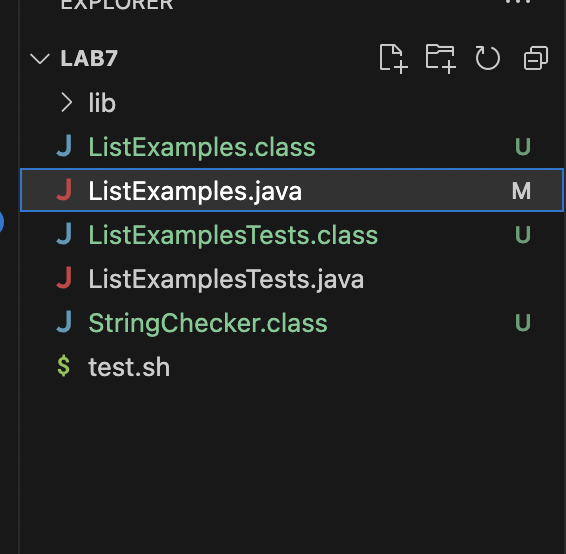 EXPLORER
LAB7
lib
J ListExamples.class U
J ListExamples.java M
J ListExamplesTests.class U
J ListExamplesTests.java
J StringChecker.class U
$ test.sh